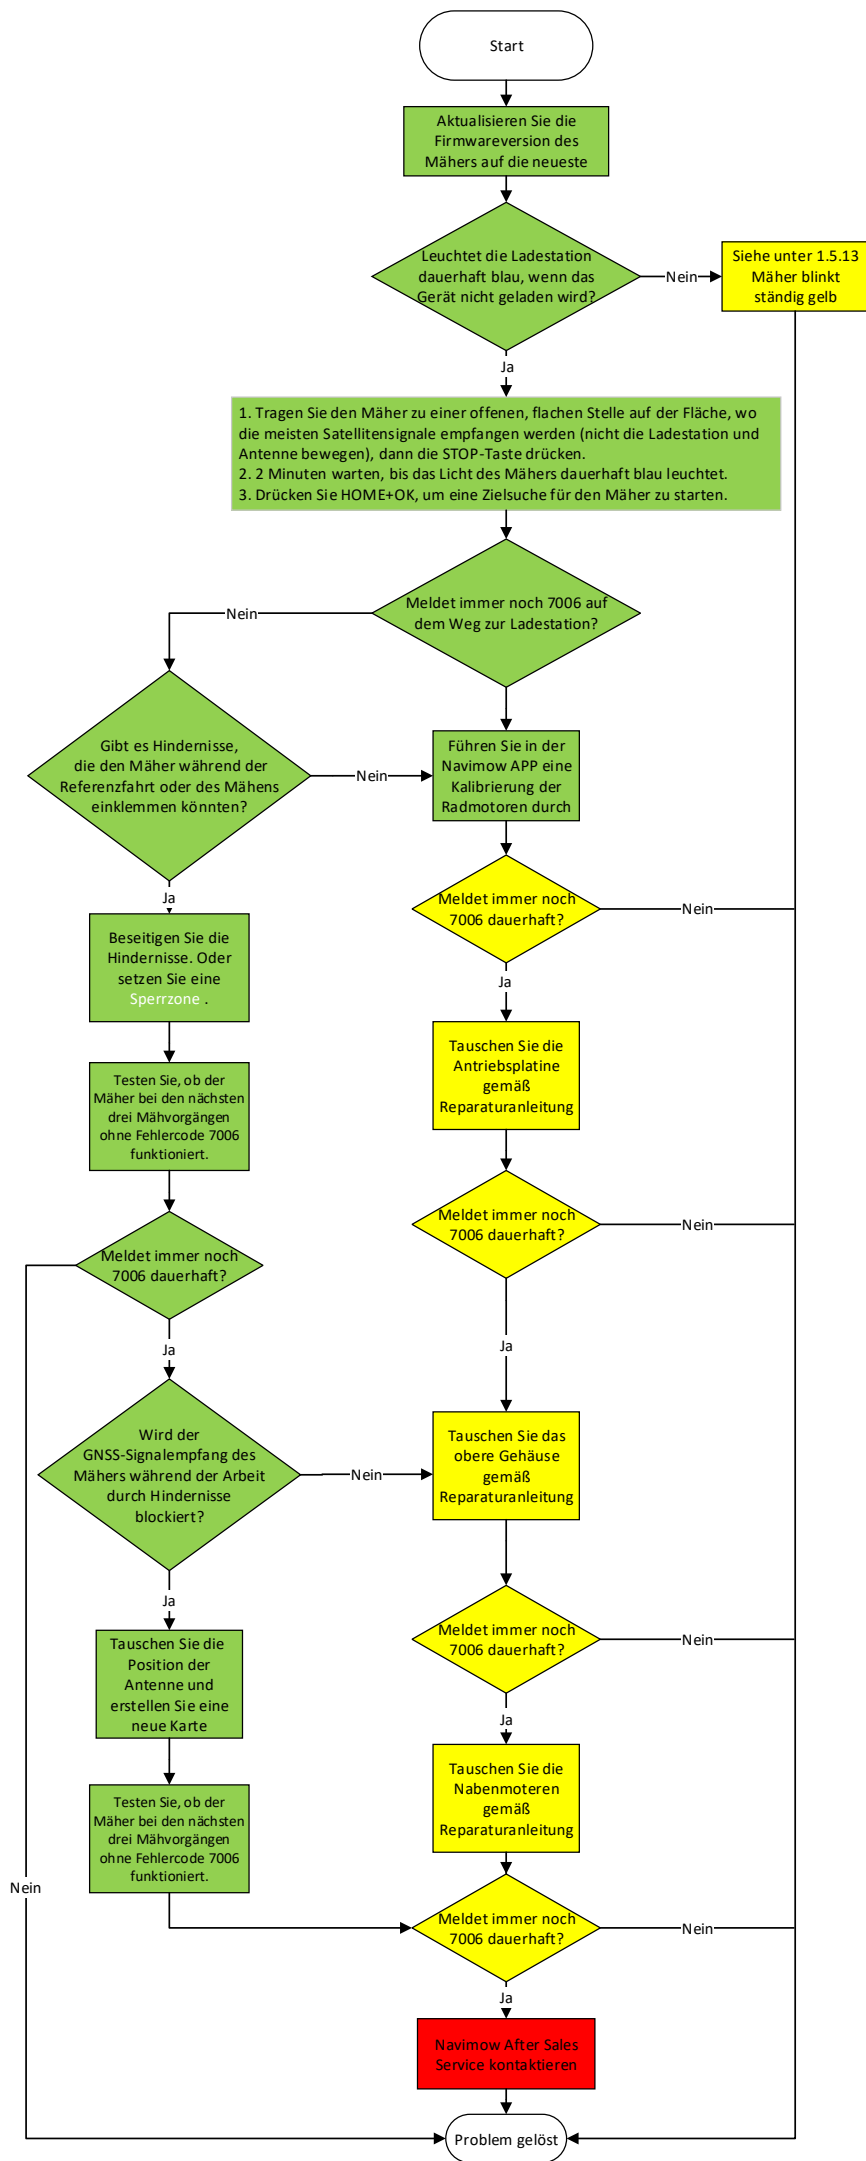 Start
Aktualisieren Sie die
Firmwareversion des
Mähers auf die neueste
Leuchtet die Ladestation
dauerhaft blau, wenn das
Gerät nicht geladen wird?
Nein
Siehe unter 1.5.13
Mäher blinkt
ständig gelb
Ja
1. Tragen Sie den Mäher zu einer offenen, flachen Stelle auf der Fläche, wo
die meisten Satellitensignale empfangen werden (nicht die Ladestation und
Antenne bewegen), dann die STOP-Taste drücken.
2. 2 Minuten warten, bis das Licht des Mähers dauerhaft blau leuchtet.
3. Drücken Sie HOME+OK, um eine Zielsuche für den Mäher zu starten.
Meldet immer noch 7006 auf
dem Weg zur Ladestation?
Nein
Gibt es Hindernisse,
die den Mäher während der
Referenzfahrt oder des Mähens
einklemmen könnten?
Nein
Führen Sie in der
Navimow APP eine
Kalibrierung der
Radmotoren durch
Ja
Meldet immer noch
7006 dauerhaft?
Nein
Beseitigen Sie die
Hindernisse. Oder
setzen Sie eine
Sperrzone .
Ja
Tauschen Sie die
Antriebsplatine
gemäß
Reparaturanleitung
Testen Sie, ob der
Mäher bei den nächsten
drei Mähvorgängen
ohne Fehlercode 7006
funktioniert.
Meldet immer noch
7006 dauerhaft?
Nein
Meldet immer noch
7006 dauerhaft?
Ja
Ja
Wird der
GNSS-Signalempfang des
Mähers während der Arbeit
durch Hindernisse
blockiert?
Nein
Tauschen Sie das
obere Gehäuse
gemäß
Reparaturanleitung
Ja
Meldet immer noch
7006 dauerhaft?
Nein
Tauschen Sie die
Position der
Antenne und
erstellen Sie eine
neue Karte
Ja
Tauschen Sie die
Nabenmoteren
gemäß
Reparaturanleitung
Testen Sie, ob der
Mäher bei den nächsten
drei Mähvorgängen
ohne Fehlercode 7006
funktioniert.
Nein
Meldet immer noch
7006 dauerhaft?
Nein
Ja
Navimow After Sales
Service kontaktieren
Problem gelöst